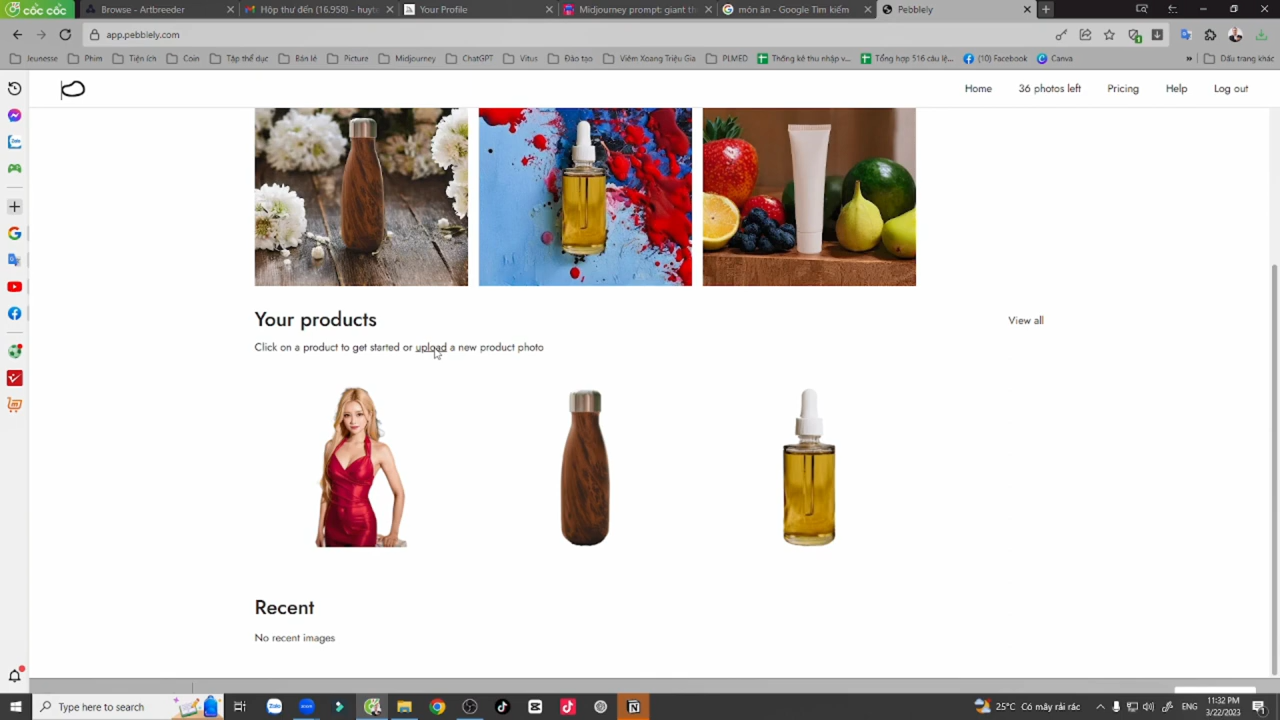 cốc cốc
Browse - Artbreeder
Hộp thư đến (16.958) - huyte
Your Profile
Midjourney prompt: giant th
món ăn - Google Tìm kiếm
Pebblely
app.pebblely.com
Jeunesse
Phim
Tiện ích
Coin
Tập thể dục
Bán lẻ
Picture
Midjourney
ChatGPT
Vitus
Đào tạo
Viêm Xoang Triệu Gia
PLMED
Thống kê thu nhập v...
Tổng hợp 516 câu lệ...
(10) Facebook
Canva
»
Dấu trang khác
Home
36 photos left
Pricing
Help
Log out
Your products
View all
Click on a product to get started or upload a new product photo
Recent
No recent images
Type here to search
Zalo
zoom
25°C Có mây rải rác
ENG
11:32 PM
3/22/2023